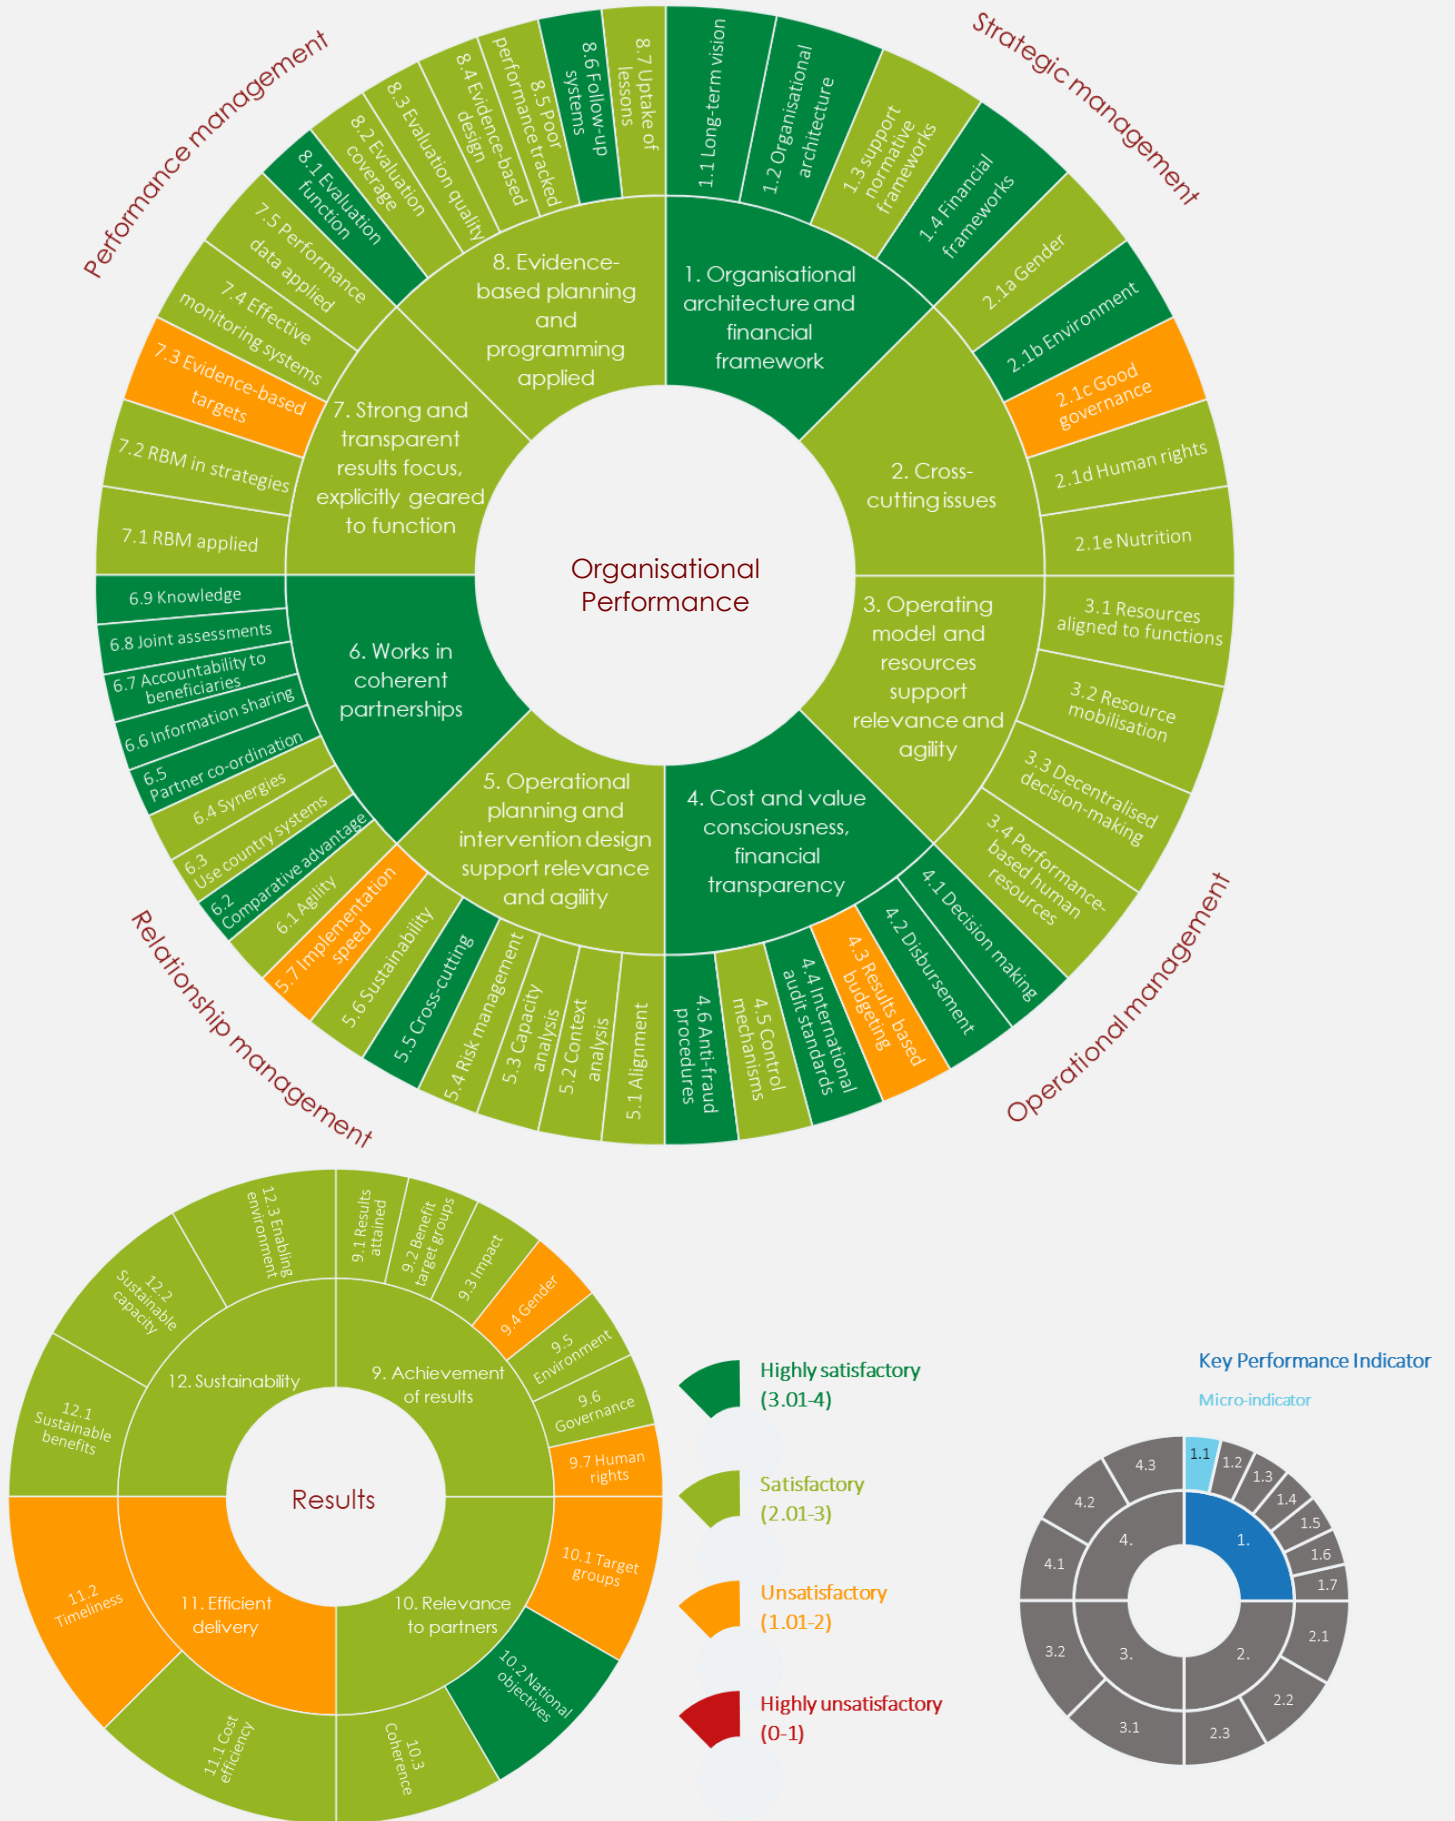 Performance management
Strategic management
Relationship management
Operational management
Organisational
Performance
1. Organisational
architecture and
financial
framework
1.1 Long-term vision
1.2 Organisational
architecture
1.3 support
normative
frameworks
1.4 Financial
frameworks
2. Cross-
cutting issues
2.1a Gender
2.1b Environment
2.1c Good
governance
2.1d Human rights
2.1e Nutrition
3. Operating
model and
resources
support
relevance and
agility
3.1 Resources
aligned to functions
3.2 Resource
mobilisation
3.3 Decentralised
decision-making
3.4 Performance-
based human
resources
4. Cost and value
consciousness,
financial
transparency
4.1 Decision making
4.2 Disbursement
4.3 Results based
budgeting
4.4 International
audit standards
4.5 Control
mechanisms
4.6 Anti-fraud
procedures
5. Operational
planning and
intervention design
support relevance
and agility
5.1 Alignment
5.2 Context
analysis
5.3 Capacity
analysis
5.4 Risk management
5.5 Cross-cutting
5.6 Sustainability
5.7 Implementation
speed
6. Works in
coherent
partnerships
6.1 Agility
6.2
Comparative advantage
6.3
Use country systems
6.4 Synergies
6.5
Partner co-ordination
6.6 Information sharing
6.7 Accountability to
beneficiaries
6.8 Joint assessments
6.9 Knowledge
7. Strong and
transparent
results focus,
explicitly geared
to function
7.1 RBM applied
7.2 RBM in strategies
7.3 Evidence-based
targets
7.4 Effective
monitoring systems
7.5 Performance
data applied
8. Evidence-
based planning
and
programming
applied
8.1 Evaluation
function
8.2 Evaluation
coverage
8.3 Evaluation quality
8.4 Evidence-based
design
8.5 Poor
performance tracked
8.6 Follow-up
systems
8.7 Uptake of
lessons
Results
9. Achievement
of results
9.1 Results
attained
9.2 Benefit
target groups
9.3 Impact
9.4 Gender
9.5
Environment
9.6
Governance
9.7 Human
rights
10. Relevance
to partners
10.1 Target
groups
10.2 National
objectives
10.3
Coherence
11. Efficient
delivery
11.1 Cost
efficiency
11.2
Timeliness
12. Sustainability
12.1
Sustainable
benefits
12.2
Sustainable
capacity
12.3 Enabling
environment
Highly satisfactory
(3.01-4)
Satisfactory
(2.01-3)
Unsatisfactory
(1.01-2)
Highly unsatisfactory
(0-1)
Key Performance Indicator
Micro-indicator
1.
1.1
1.2
1.3
1.4
1.5
1.6
1.7
2.
2.1
2.2
2.3
3.
3.1
3.2
4.
4.1
4.2
4.3